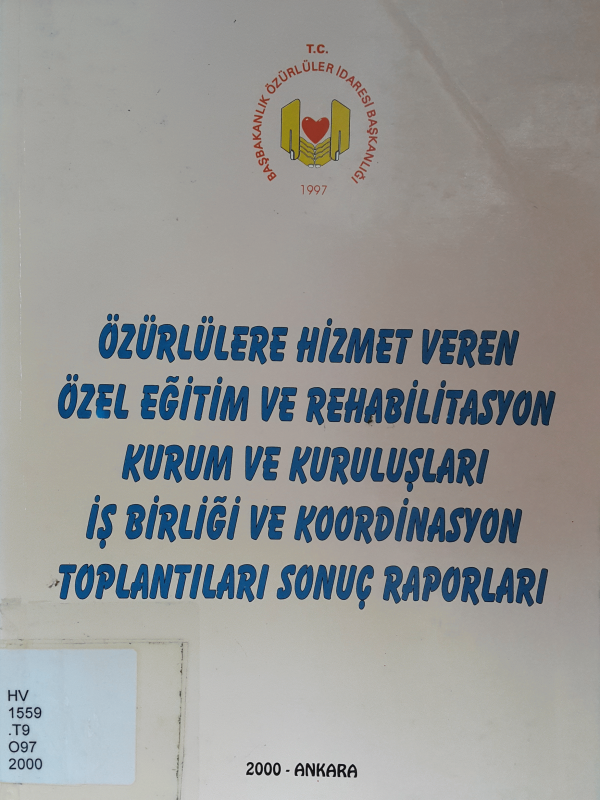 T.C.
BAŞBAKANLIK ÖZÜRLÜLER İDARESİ BAŞKANLIĞI
1997
ÖZÜRLÜLERE HİZMET VEREN
ÖZEL EĞİTİM VE REHABİLİTASYON
KURUM VE KURULUŞLARI
İŞ BİRLİĞİ VE KOORDİNASYON
TOPLANTILARI SONUÇ RAPORLARI
HV
1559
.T9
O97
2000
2000 - ANKARA